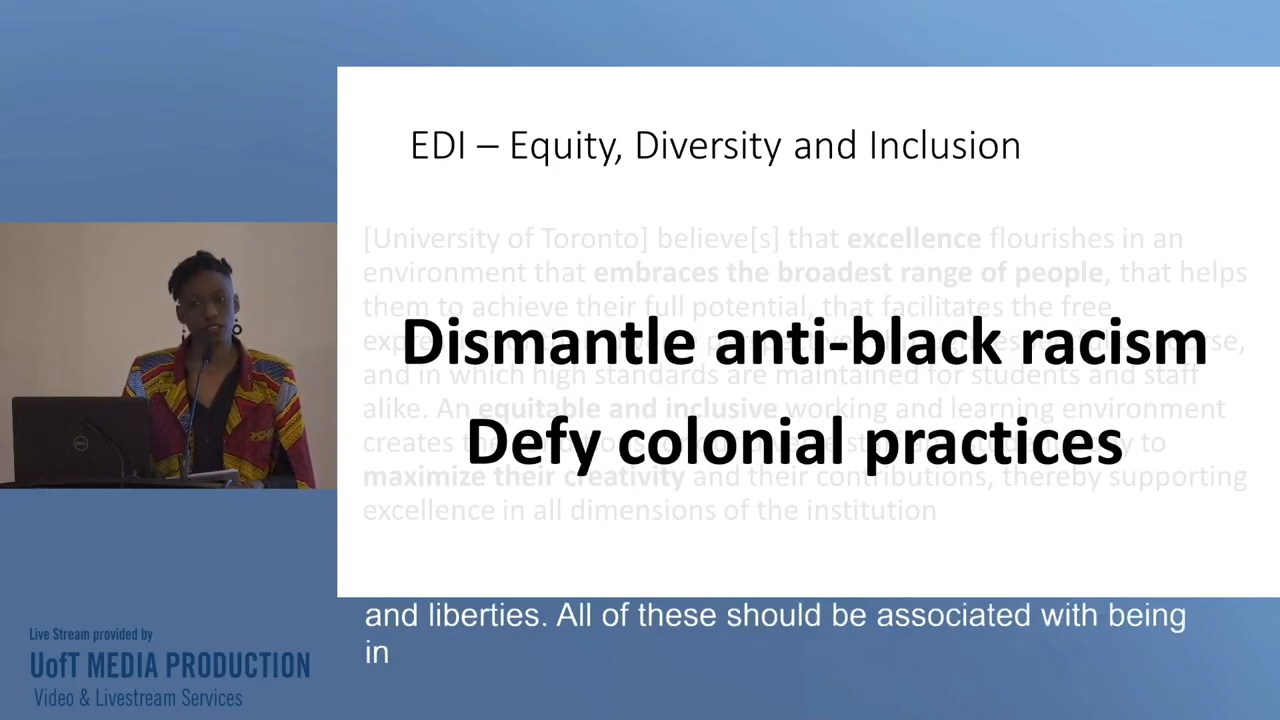 EDI – Equity, Diversity and Inclusion
[University of Toronto] believe[s] that excellence flourishes in an
environment that embraces the broadest range of people, that helps
them to achieve their full potential, that facilitates the free
Dismantle anti-black racism
and in which high standards are maintained for students and staff
alike. An equitable and inclusive working and learning environment
creates
Defy colonial practices
to
maximize their creativity and their contributions, thereby supporting
excellence in all dimensions of the institution
and liberties. All of these should be associated with being
in
DELL
Live Stream provided by
UofT MEDIA PRODUCTION
Video & Livestream Services